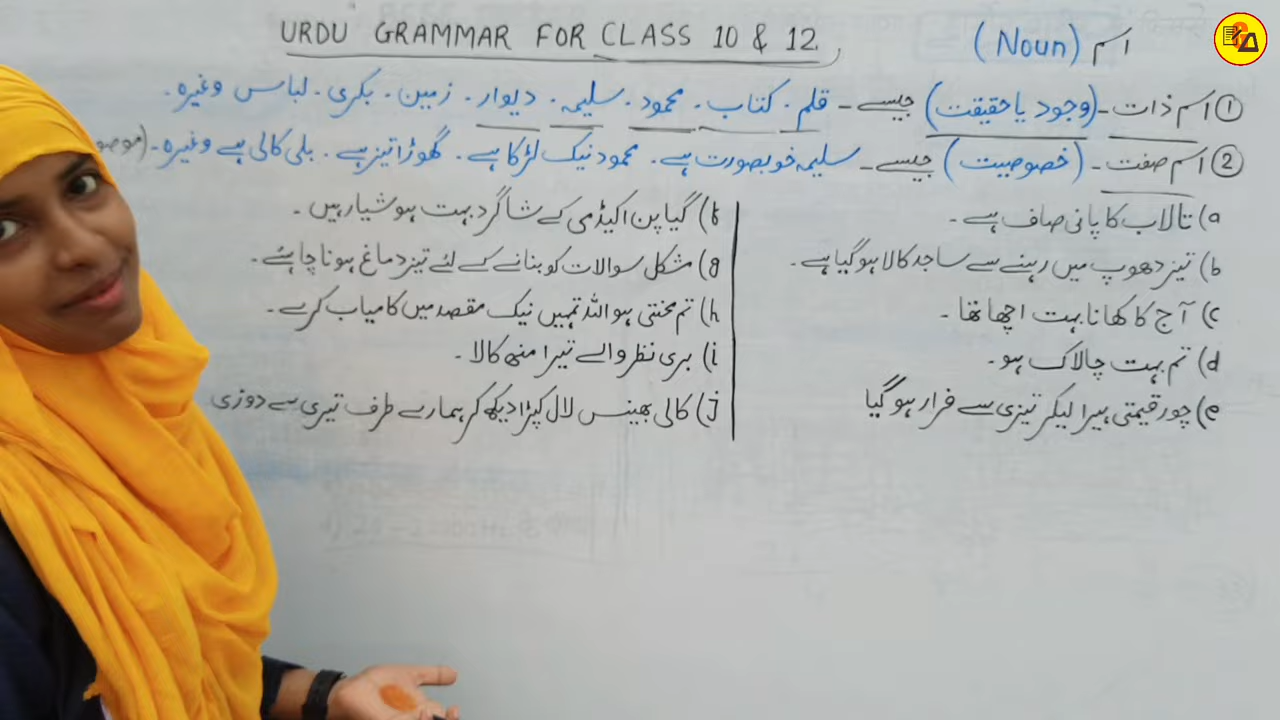 URDU GRAMMAR FOR CLASS 10 & 12.
اسم (Noun)
① اسم ذات - (وجود یا حقیقت) جیسے - قلم . کتاب . محمود . سلیمہ . دیوار . زمین . بکری . لباس وغیرہ .
② اسم صفت - (خصوصیت) جیسے - سلیمہ خوبصورت ہے . محمود نیک لڑکا ہے . گھوڑا تیز ہے . بلی کالی ہے وغیرہ - (
a) تالاب کا پانی صاف ہے -
b) تیز دھوپ میں رہنے سے ساجد کالا ہو گیا ہے .
c) آج کا کھانا بہت اچھا تھا -
d) تم بہت چالاک ہو -
e) چور قیمتی ہیرا لیکر تیزی سے فرار ہو گیا
f) گیا پن اکیڈمی کے شاگرد بہت ہوشیار ہیں -
g) مشکل سوالات کو بنانے کے لئے تیز دماغ ہونا چاہئے .
h) تم محنتی ہو اللہ تمہیں نیک مقصد میں کامیاب کرے -
i) بری نظر والے تیرا منھ کالا -
j) کالی بھینس لال کپڑا دیکھ کر ہمارے طرف تیزی سے دوڑی